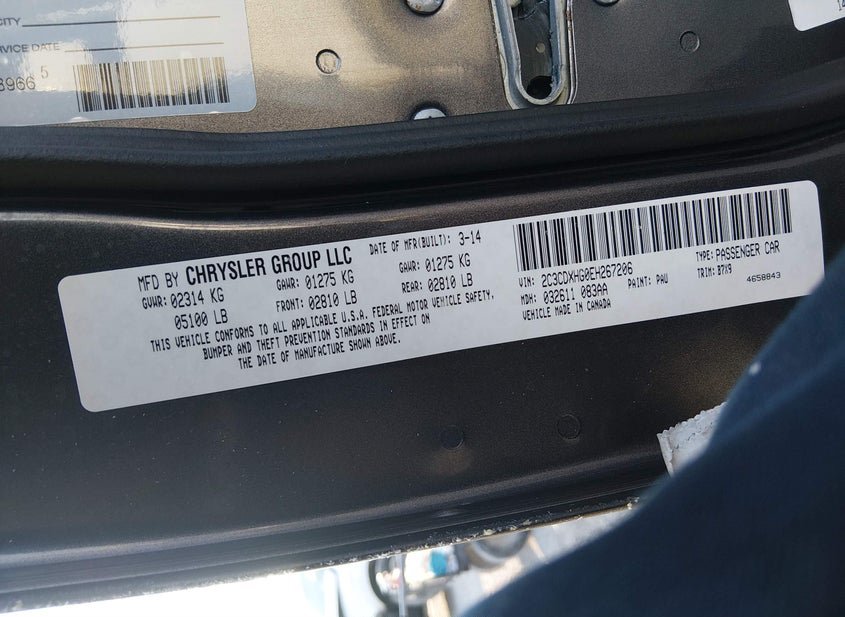 CITY
SERVICE DATE
3966 5
14
MFD BY CHRYSLER GROUP LLC
DATE OF MFR(BUILT): 3-14
GVWR: 02314 KG
GAWR: 01275 KG
GAWR: 01275 KG
05100 LB
FRONT: 02810 LB
REAR: 02810 LB
THIS VEHICLE CONFORMS TO ALL APPLICABLE U.S.A. FEDERAL MOTOR VEHICLE SAFETY,
BUMPER AND THEFT PREVENTION STANDARDS IN EFFECT ON
THE DATE OF MANUFACTURE SHOWN ABOVE.
VIN: 2C3CDXHG0EH267206
TYPE: PASSENGER CAR
MDH: 032611 083AA
PAINT: PAU
TRIM: B7X9
VEHICLE MADE IN CANADA
4658843